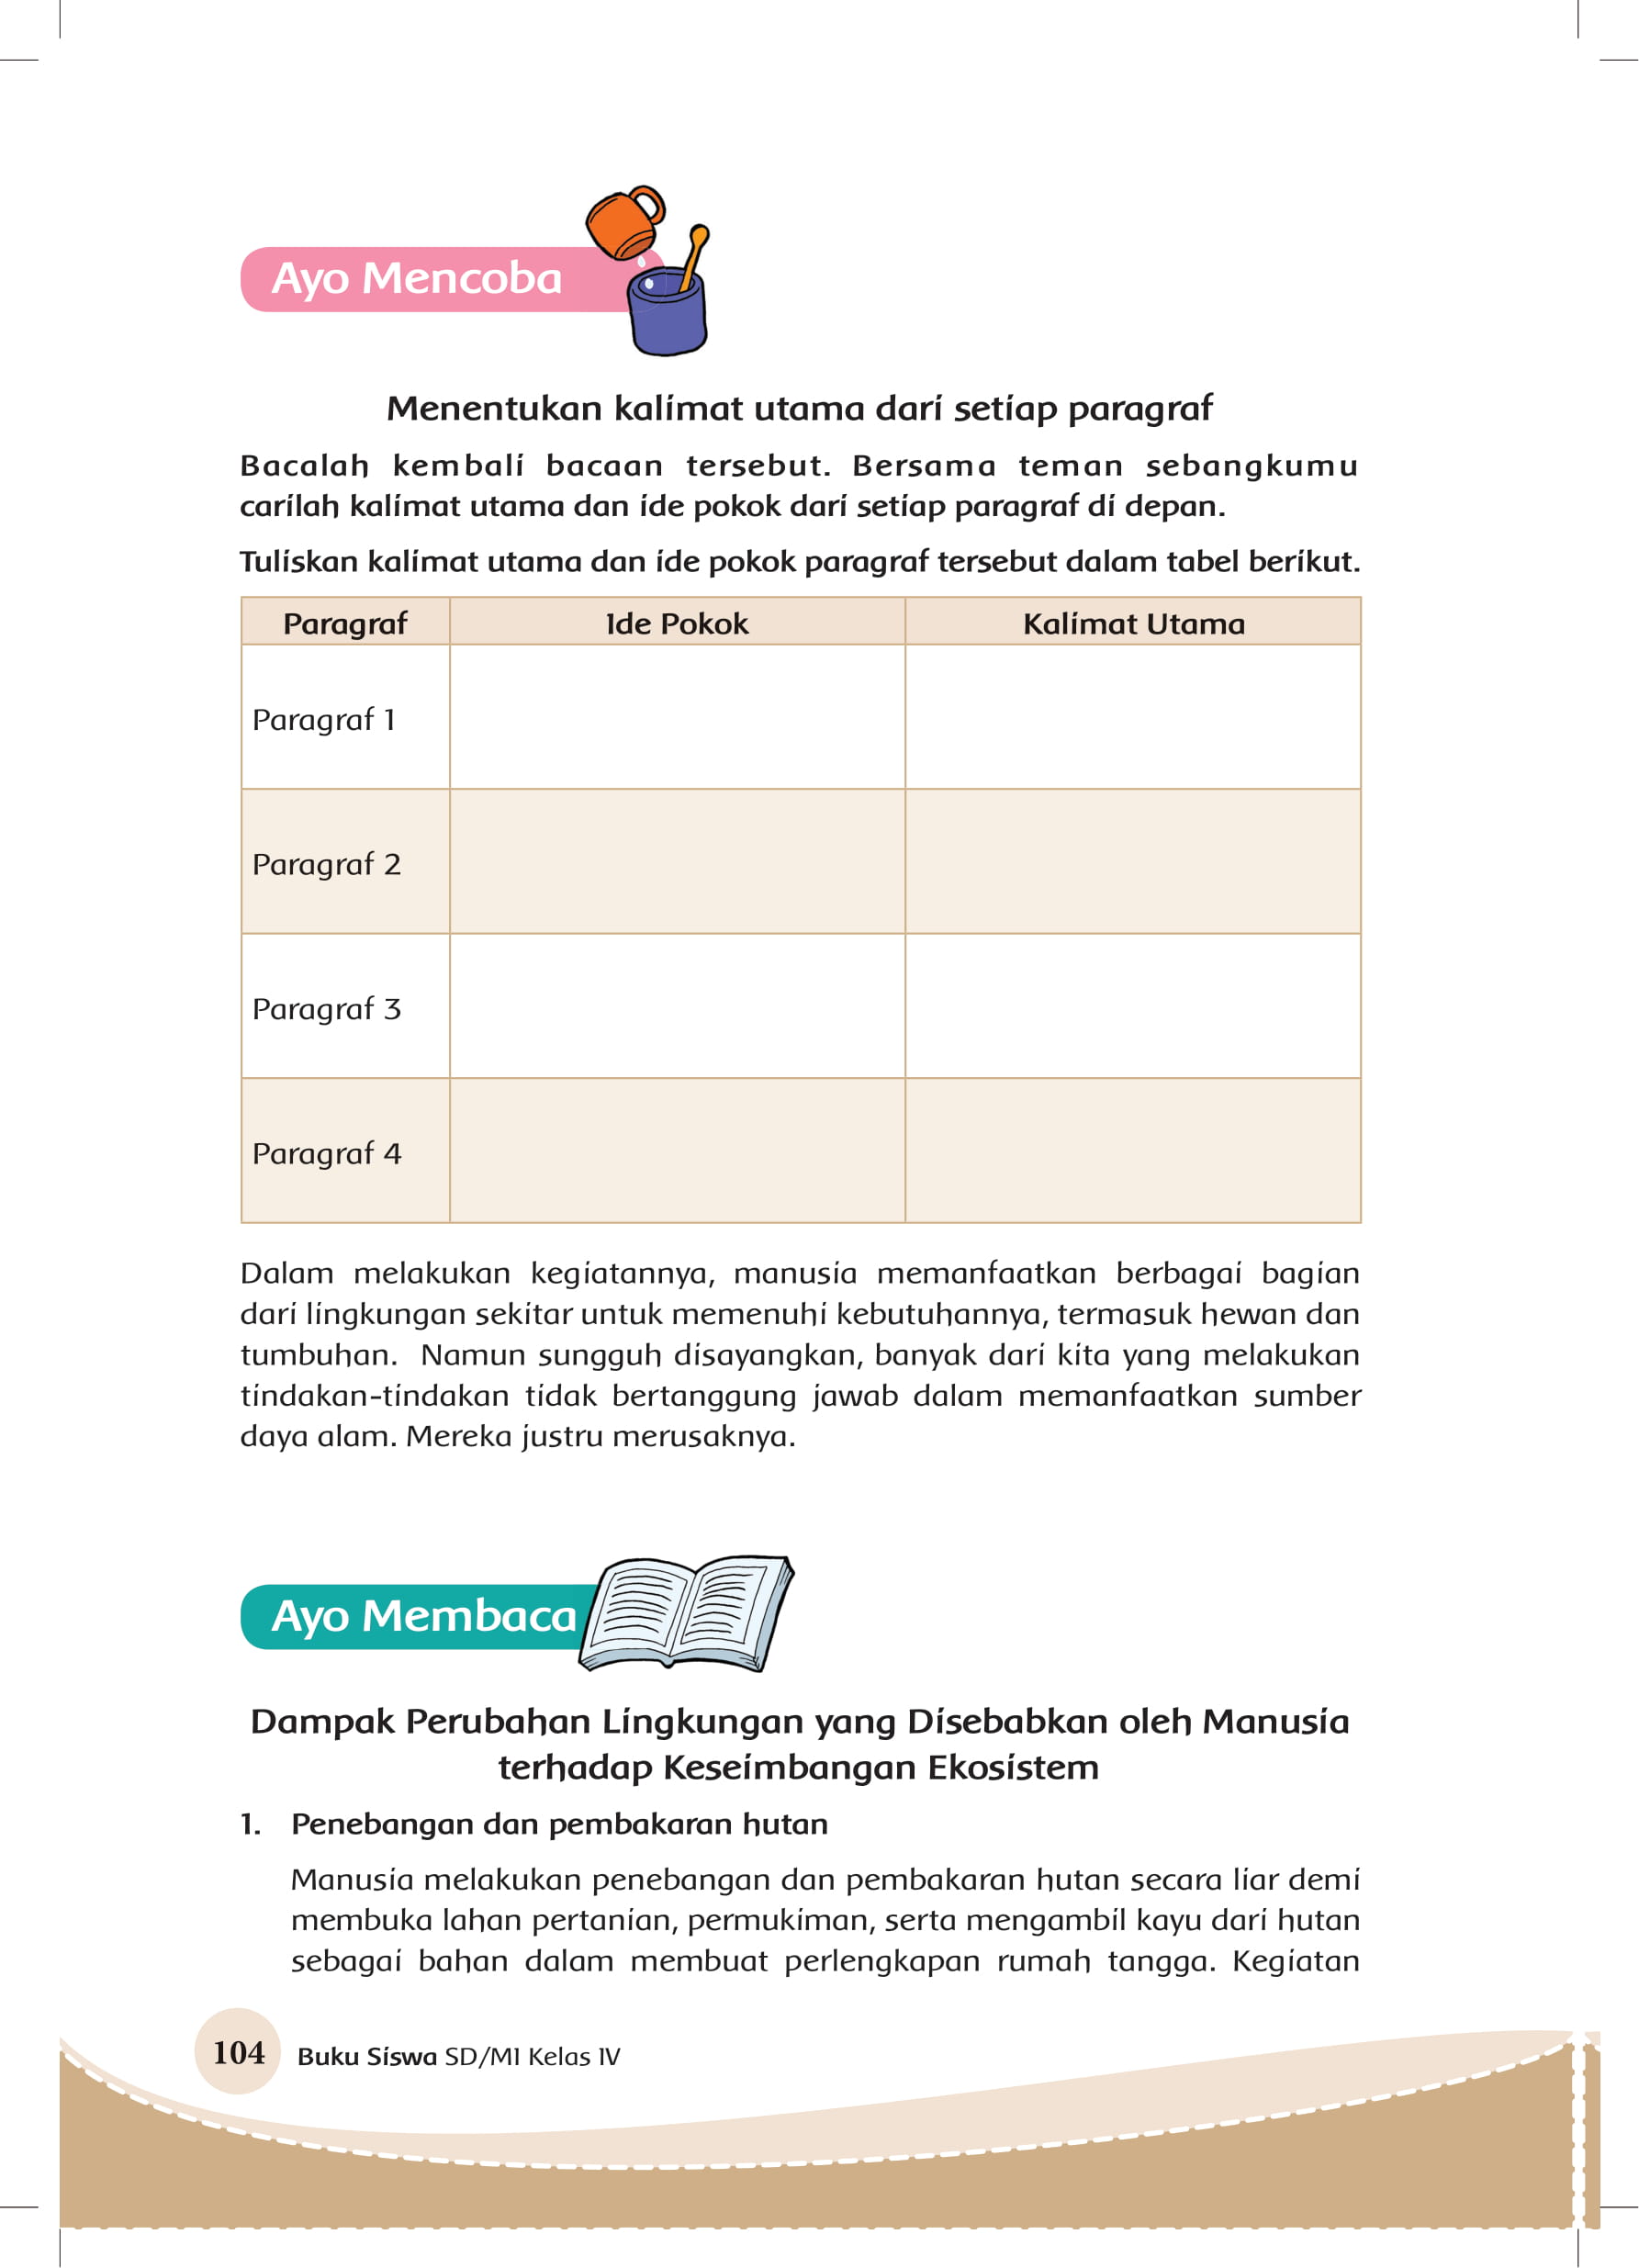 Ayo Mencoba
Menentukan kalimat utama dari setiap paragraf
Bacalah kembali bacaan tersebut. Bersama teman sebangkumu
carilah kalimat utama dan ide pokok dari setiap paragraf di depan.
Tuliskan kalimat utama dan ide pokok paragraf tersebut dalam tabel berikut.
Paragraf Ide Pokok Kalimat Utama
Paragraf 1
Paragraf 2
Paragraf 3
Paragraf 4
Dalam melakukan kegiatannya, manusia memanfaatkan berbagai bagian
dari lingkungan sekitar untuk memenuhi kebutuhannya, termasuk hewan dan
tumbuhan. Namun sungguh disayangkan, banyak dari kita yang melakukan
tindakan-tindakan tidak bertanggung jawab dalam memanfaatkan sumber
daya alam. Mereka justru merusaknya.
Ayo Membaca
Dampak Perubahan Lingkungan yang Disebabkan oleh Manusia
terhadap Keseimbangan Ekosistem
1. Penebangan dan pembakaran hutan
Manusia melakukan penebangan dan pembakaran hutan secara liar demi
membuka lahan pertanian, permukiman, serta mengambil kayu dari hutan
sebagai bahan dalam membuat perlengkapan rumah tangga. Kegiatan
104 Buku Siswa SD/MI Kelas IV